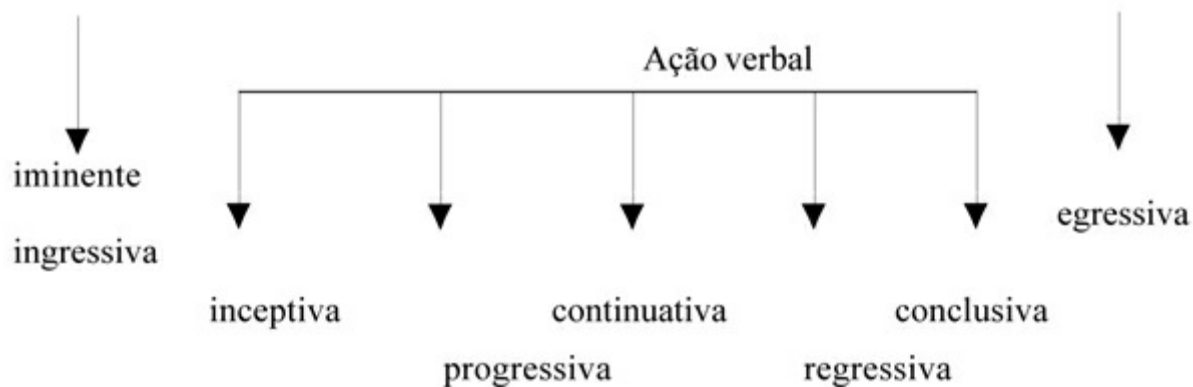 Ação verbal
iminente
ingressiva
egressiva
inceptiva
continuativa
conclusiva
progressiva
regressiva